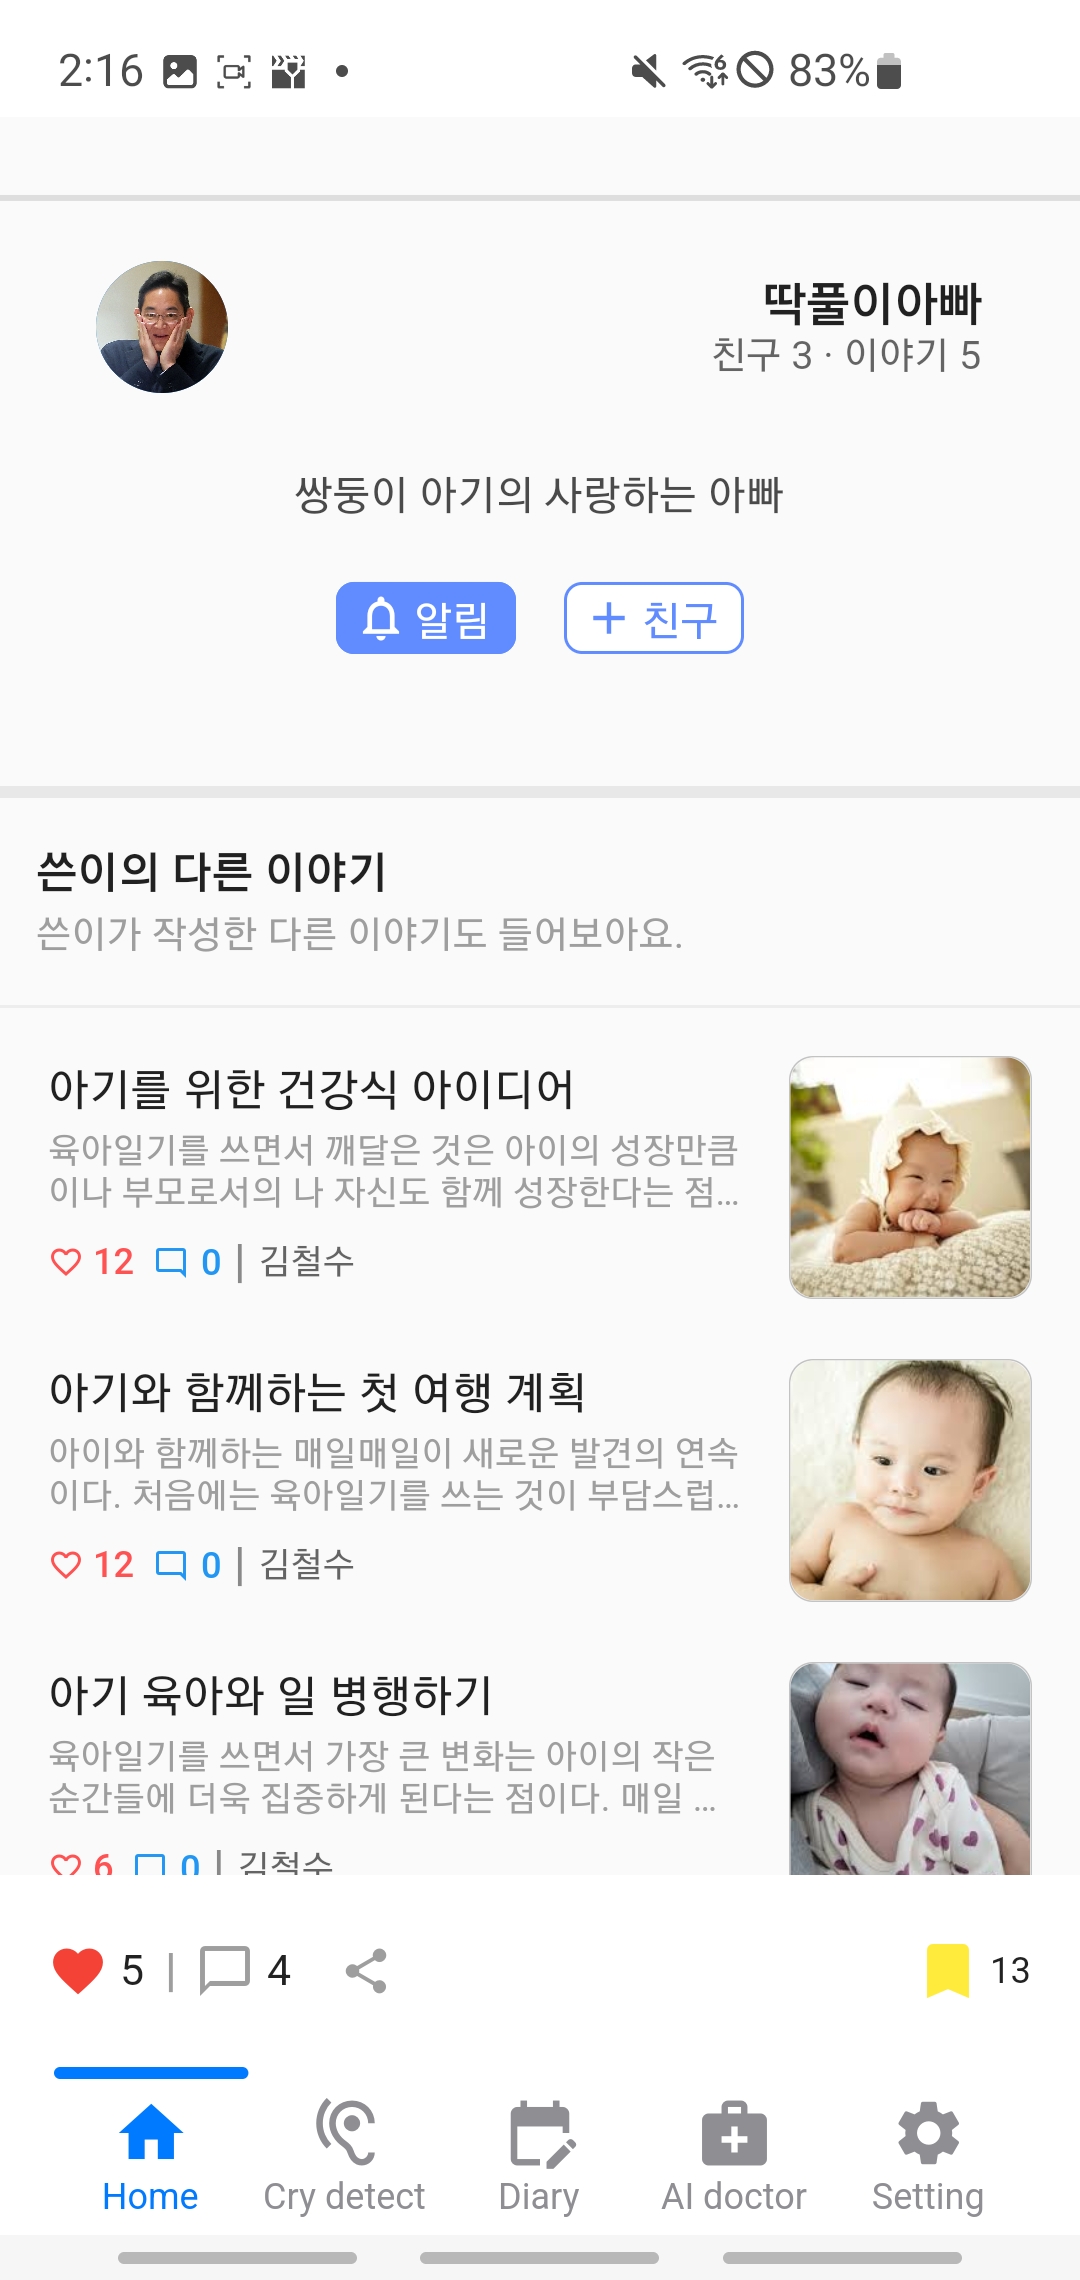 2:16
83%
딱풀이아빠
친구 3 · 이야기 5
쌍둥이 아기의 사랑하는 아빠
알림
친구
쓴이의 다른 이야기
쓴이가 작성한 다른 이야기도 들어보아요.
아기를 위한 건강식 아이디어
육아일기를 쓰면서 깨달은 것은 아이의 성장만큼
이나 부모로서의 나 자신도 함께 성장한다는 점...
12 0 | 김철수
아기와 함께하는 첫 여행 계획
아이와 함께하는 매일매일이 새로운 발견의 연속
이다. 처음에는 육아일기를 쓰는 것이 부담스럽...
12 0 | 김철수
아기 육아와 일 병행하기
육아일기를 쓰면서 가장 큰 변화는 아이의 작은
순간들에 더욱 집중하게 된다는 점이다. 매일 ...
6 0 | 김철수
5 | 4
13
Home
Cry detect
Diary
AI doctor
Setting